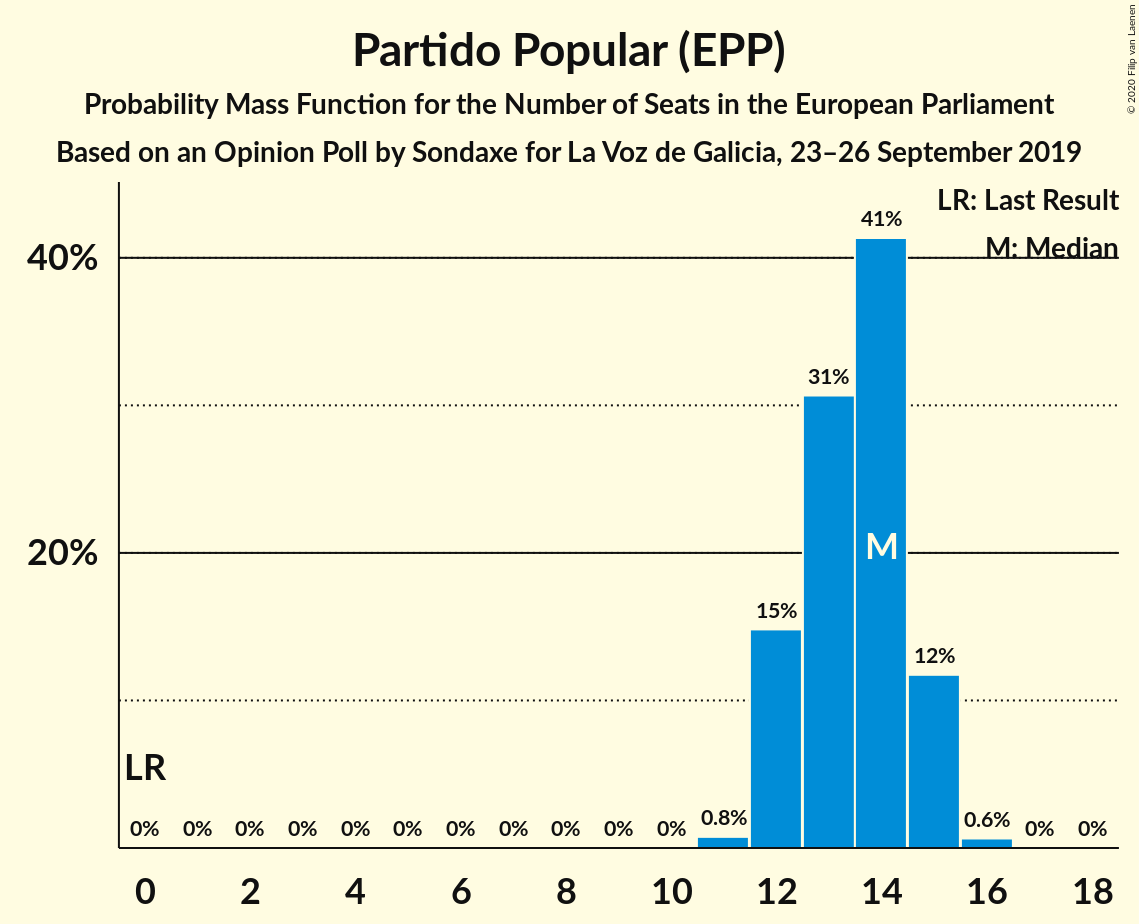 Partido Popular (EPP)
Probability Mass Function for the Number of Seats in the European Parliament
Based on an Opinion Poll by Sondaxe for La Voz de Galicia, 23–26 September 2019
© 2020 Filip van Laenen
LR: Last Result
M: Median
40%
20%
41%
31%
M
15%
12%
LR
0% 0% 0% 0% 0% 0% 0% 0% 0% 0% 0% 0.8% 0.6% 0% 0%
0 2 4 6 8 10 12 14 16 18